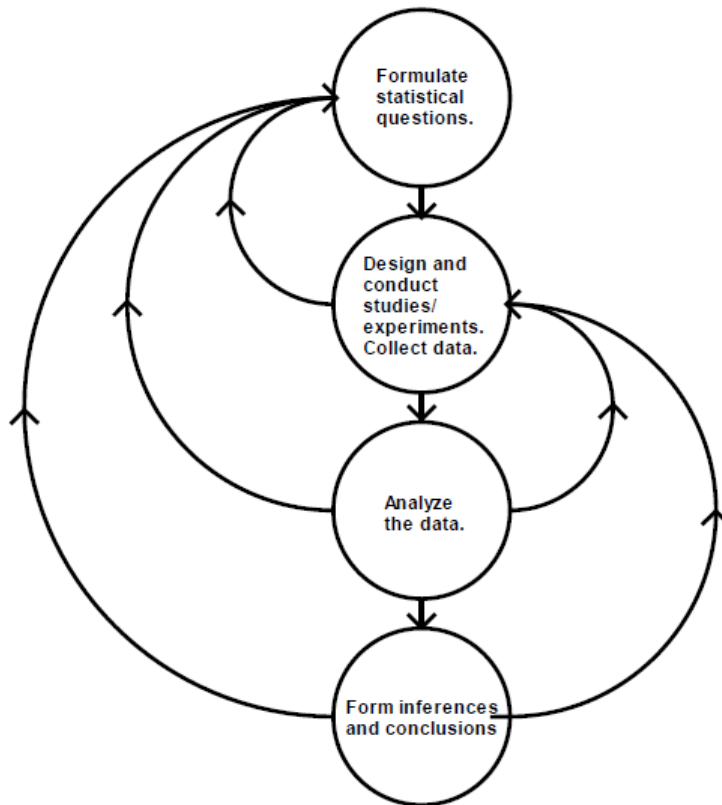 Formulate
statistical
questions.
Design and
conduct
studies/
experiments.
Collect data.
Analyze
the data.
Form inferences
and conclusions